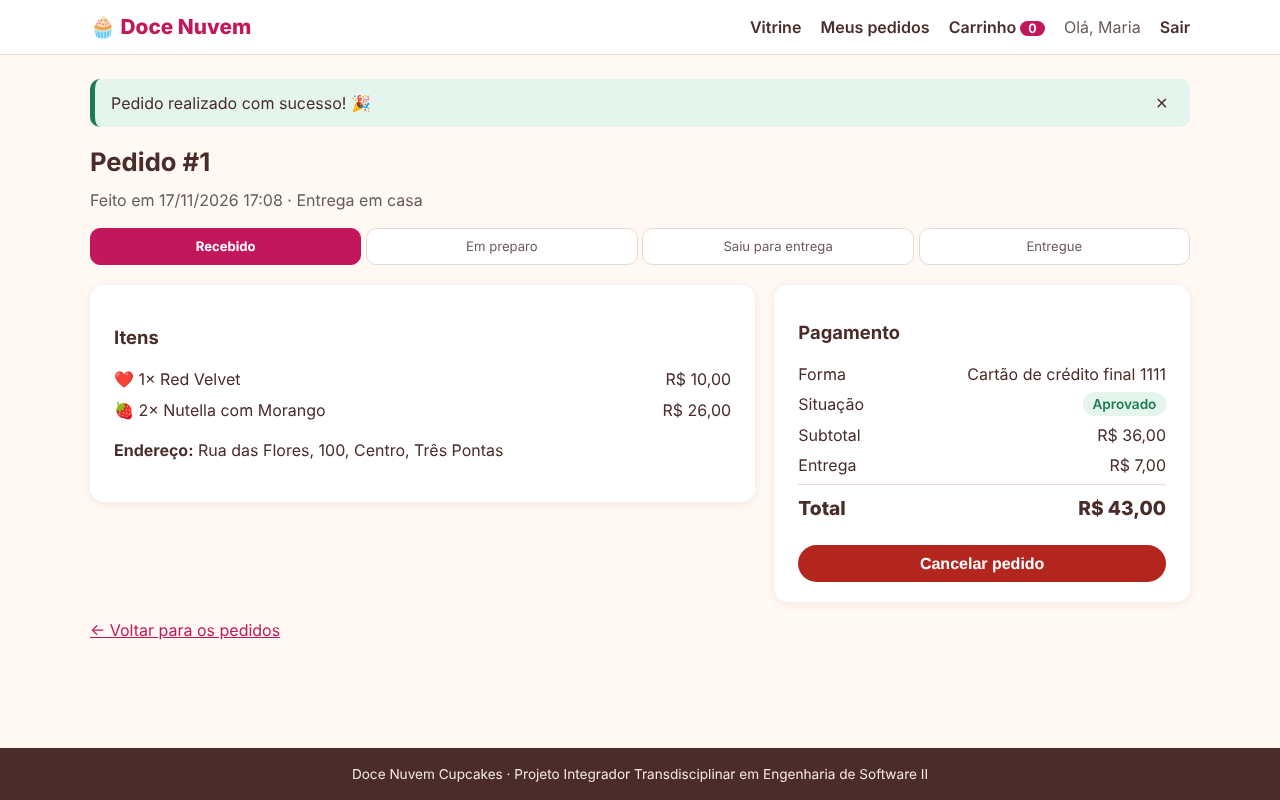 🧁 Doce Nuvem
Vitrine Meus pedidos Carrinho 0 Olá, Maria Sair
Pedido realizado com sucesso! 🎉 ×
Pedido #1
Feito em 17/11/2026 17:08 · Entrega em casa
Recebido Em preparo Saiu para entrega Entregue
Itens
❤️ 1× Red Velvet R$ 10,00
🍓 2× Nutella com Morango R$ 26,00
Endereço: Rua das Flores, 100, Centro, Três Pontas
Pagamento
Forma Cartão de crédito final 1111
Situação Aprovado
Subtotal R$ 36,00
Entrega R$ 7,00
Total R$ 43,00
Cancelar pedido
← Voltar para os pedidos
Doce Nuvem Cupcakes · Projeto Integrador Transdisciplinar em Engenharia de Software II